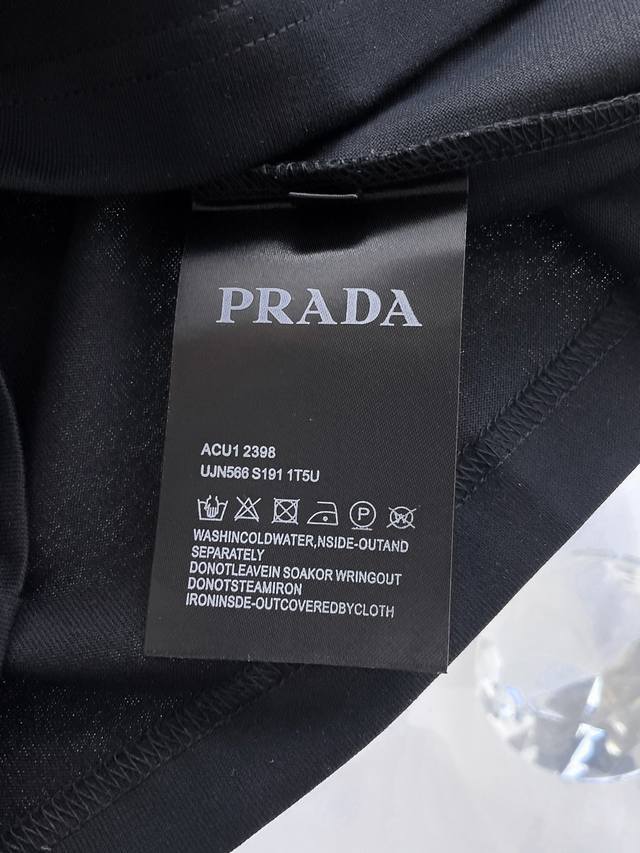 PRADA
ACU1 2398
UJN566 S191 1T5U
P
WASHINCOLDWATER,NSIDE-OUTAND
SEPARATELY
DONOTLEAVEIN SOAKOR WRINGOUT
DONOTSTEAMIRON
IRONINSDE-OUTCOVEREDBYCLOTH